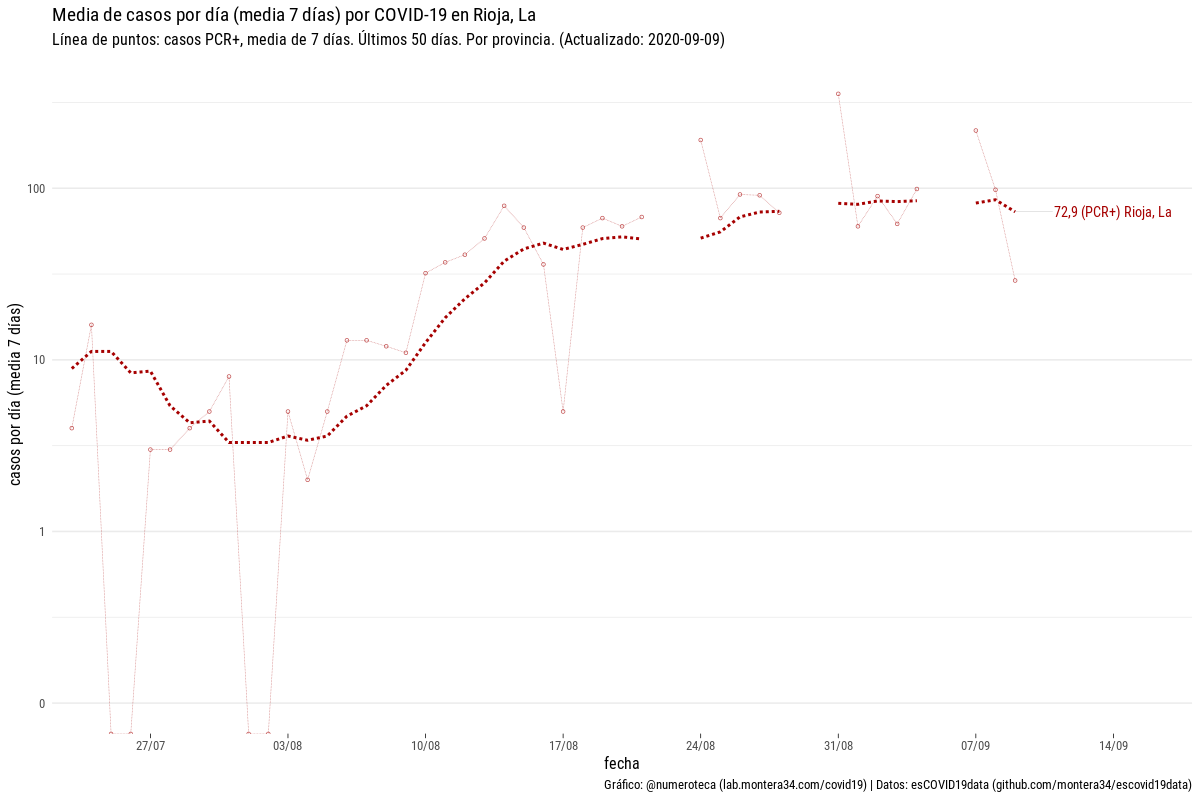 Media de casos por día (media 7 días) por COVID-19 en Rioja, La
Línea de puntos: casos PCR+, media de 7 días. Últimos 50 días. Por provincia. (Actualizado: 2020-09-09)
casos por día (media 7 días)
100
10
1
0
72,9 (PCR+) Rioja, La
27/07
03/08
10/08
17/08
24/08
31/08
07/09
14/09
fecha
Gráfico: @numeroteca (lab.montera34.com/covid19) | Datos: esCOVID19data (github.com/montera34/escovid19data)